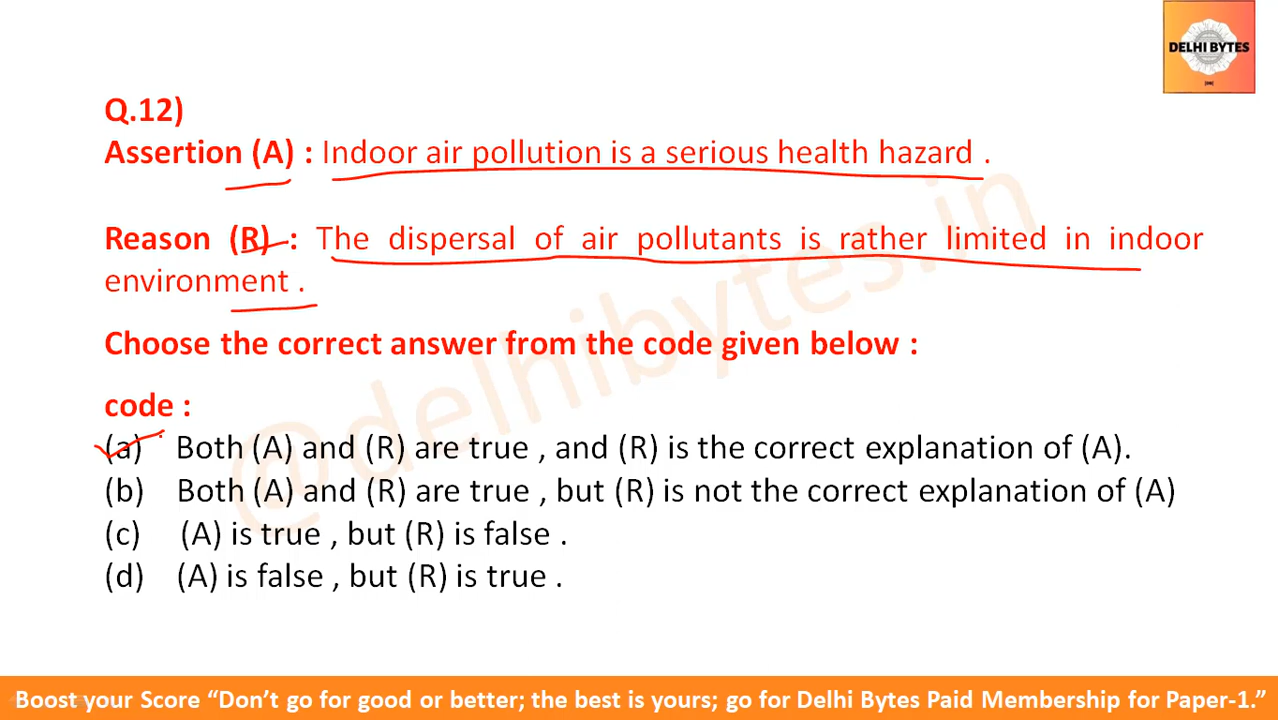 DELHI BYTES
Q.12)
Assertion (A) : Indoor air pollution is a serious health hazard .
Reason (R) : The dispersal of air pollutants is rather limited in indoor
environment .
Choose the correct answer from the code given below :
code :
(a) Both (A) and (R) are true , and (R) is the correct explanation of (A).
(b) Both (A) and (R) are true , but (R) is not the correct explanation of (A)
(c) (A) is true , but (R) is false .
(d) (A) is false , but (R) is true .
@delhibytes.in
Boost your Score “Don’t go for good or better; the best is yours; go for Delhi Bytes Paid Membership for Paper-1.”